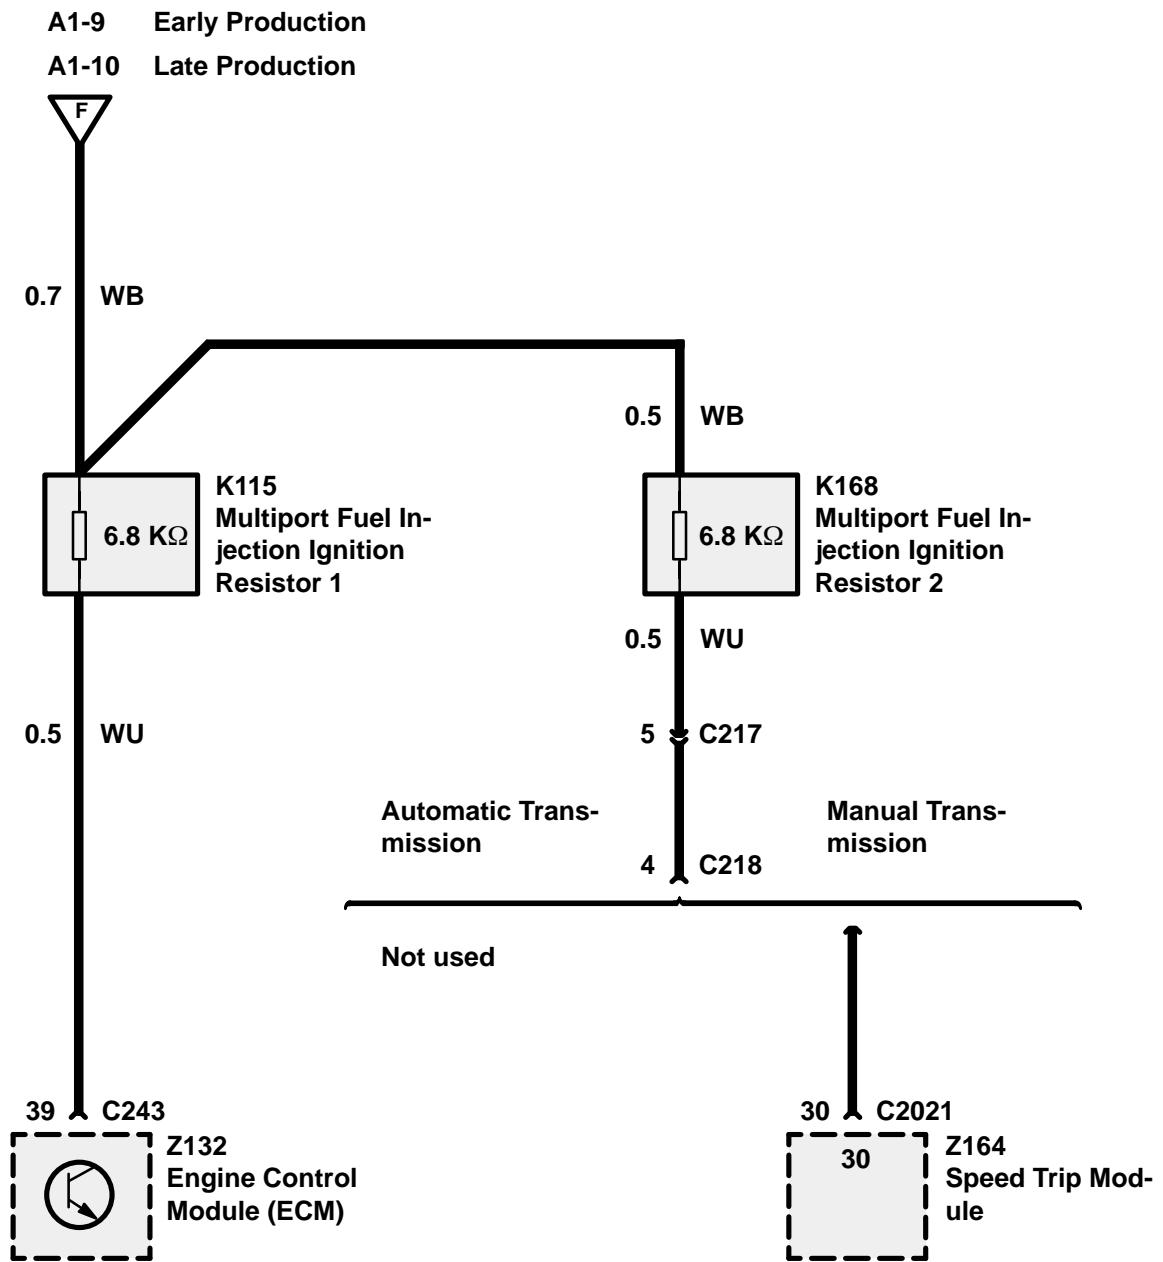 A1-9 Early Production
A1-10 Late Production
F
0.7 WB
0.5 WB
K115
Multiport Fuel In-
jection Ignition
Resistor 1
6.8 KΩ
K168
Multiport Fuel In-
jection Ignition
Resistor 2
6.8 KΩ
0.5 WU
0.5 WU
5 C217
Automatic Trans-
mission
Manual Trans-
mission
4 C218
Not used
39 C243
30 C2021
Z132
Engine Control
Module (ECM)
30
Z164
Speed Trip Mod-
ule